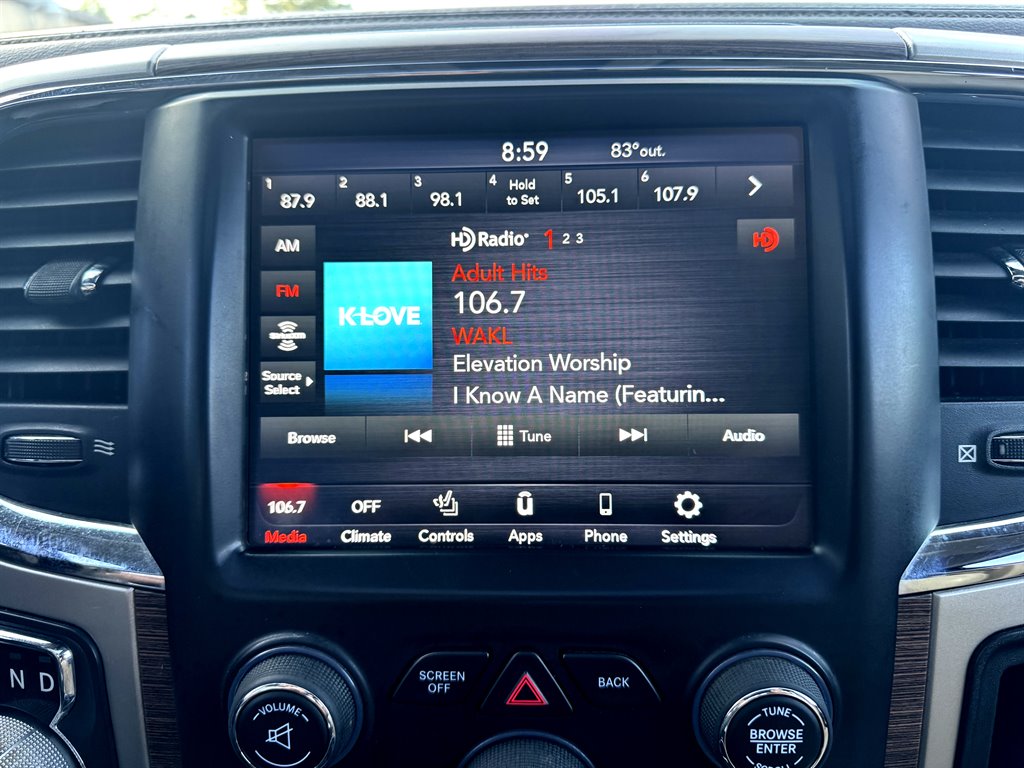 8:59 83°out.
1 87.9 2 88.1 3 98.1 4 Hold to Set 5 105.1 6 107.9
HD Radio 1 2 3 HD
AM
FM
SiriusXM
Source
Select
K-LOVE
Adult Hits
106.7
WAKL
Elevation Worship
I Know A Name (Featurin...
Browse Tune Audio
106.7 OFF
Media Climate Controls Apps Phone Settings
N D
VOLUME
SCREEN
OFF
BACK
TUNE
BROWSE
ENTER
SCROLL